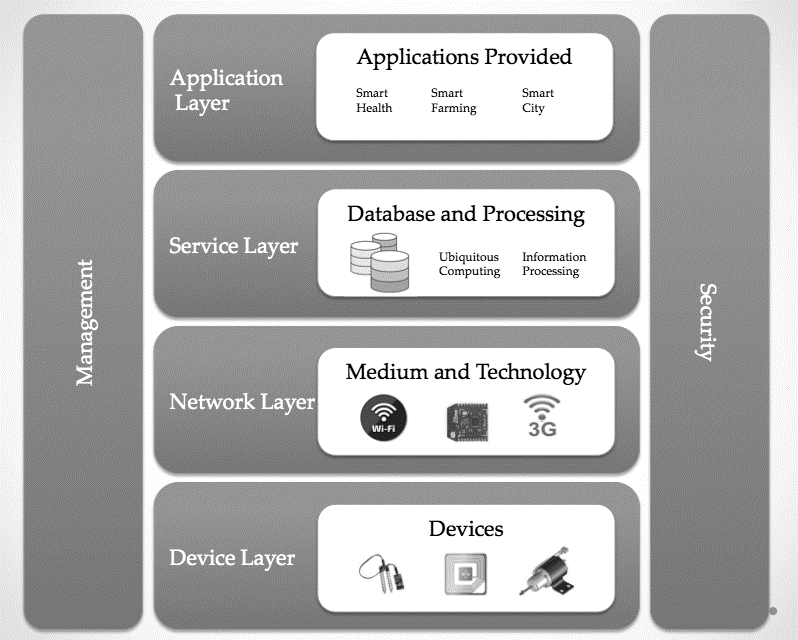 Management
Application
Layer
Applications Provided
Smart
Health
Smart
Farming
Smart
City
Service Layer
Database and Processing
Ubiquitous
Computing
Information
Processing
Network Layer
Medium and Technology
Wi-Fi
3G
Device Layer
Devices
Security